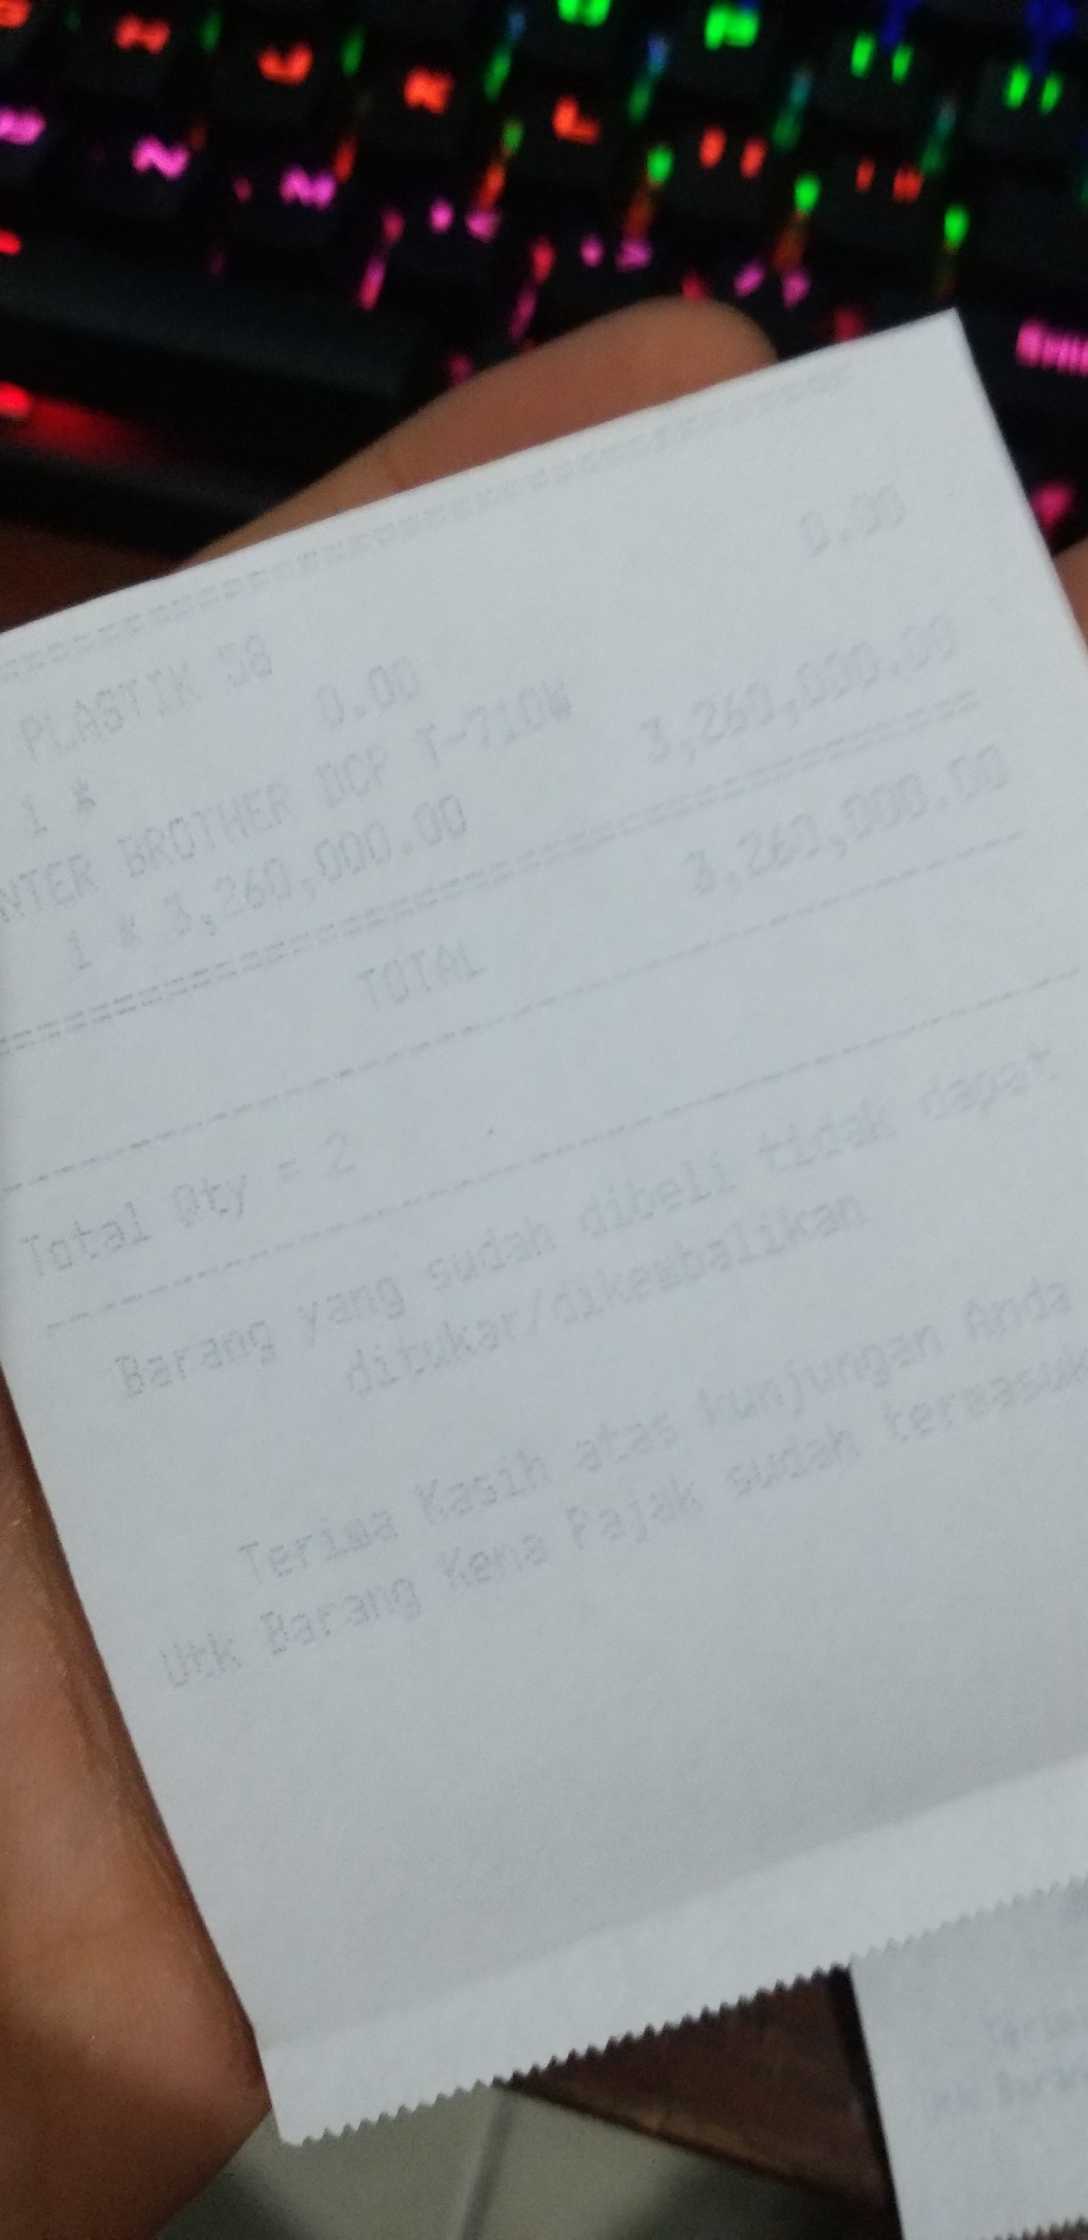 PLASTIK 58
1 * 0.00 0.00
NTER BROTHER DCP T-710W
1 * 3,260,000.00 3,260,000.00
TOTAL 3,260,000.00
Total Qty = 2
Barang yang sudah dibeli tidak dapat
ditukar/dikembalikan
Terima Kasih atas kunjungan Anda
Utk Barang Kena Pajak sudah termasuk